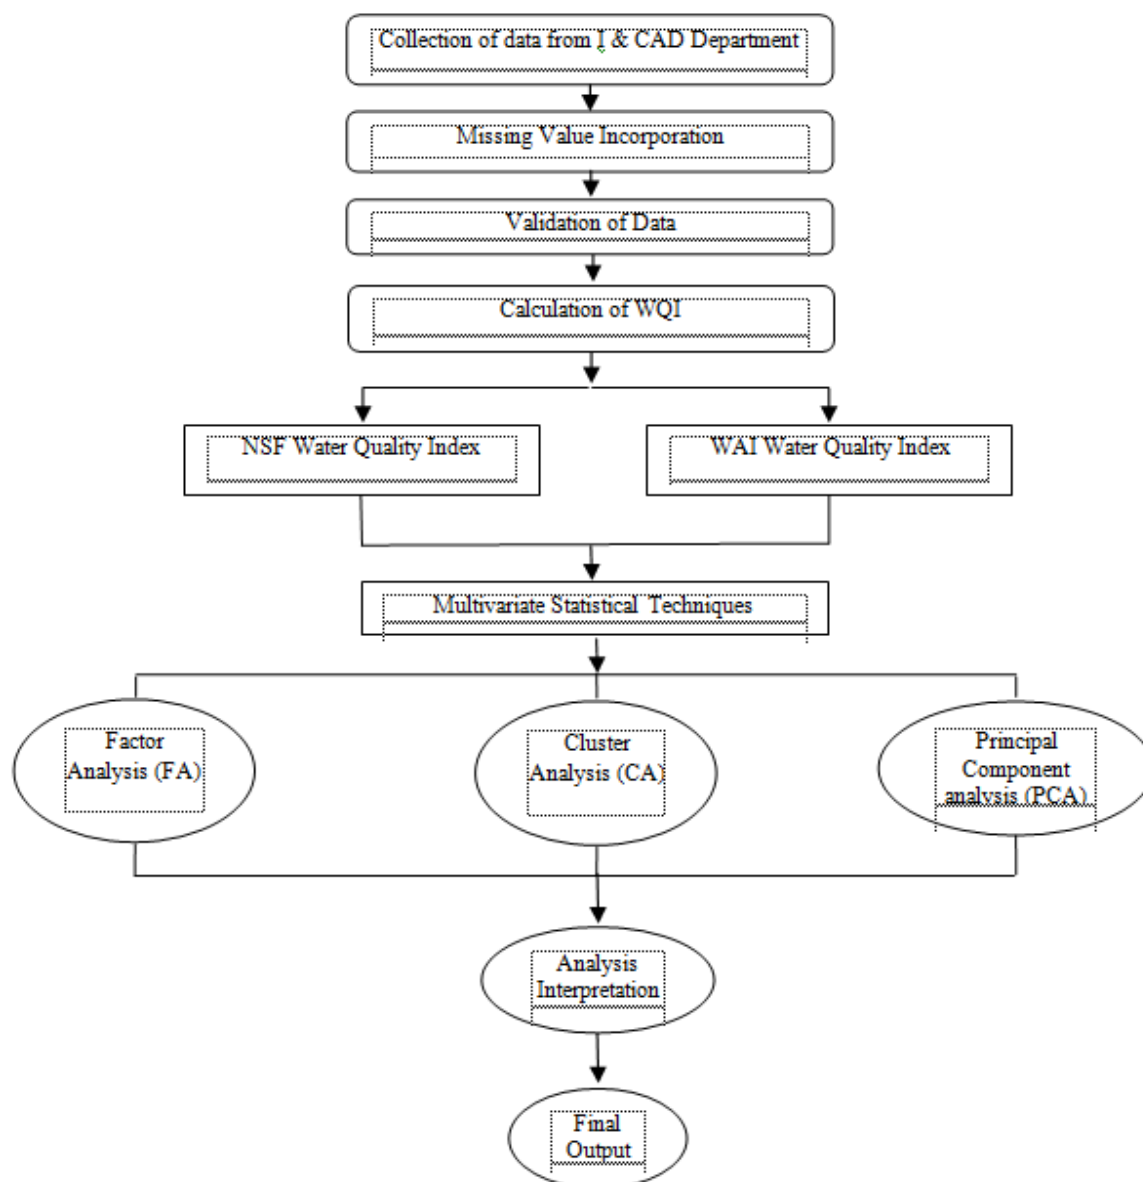 Collection of data from I & CAD Department
Missing Value Incorporation
Validation of Data
Calculation of WQI
NSF Water Quality Index
WAI Water Quality Index
Multivariate Statistical Techniques
Factor
Analysis (FA)
Cluster
Analysis (CA)
Principal
Component
analysis (PCA)
Analysis
Interpretation
Final
Output